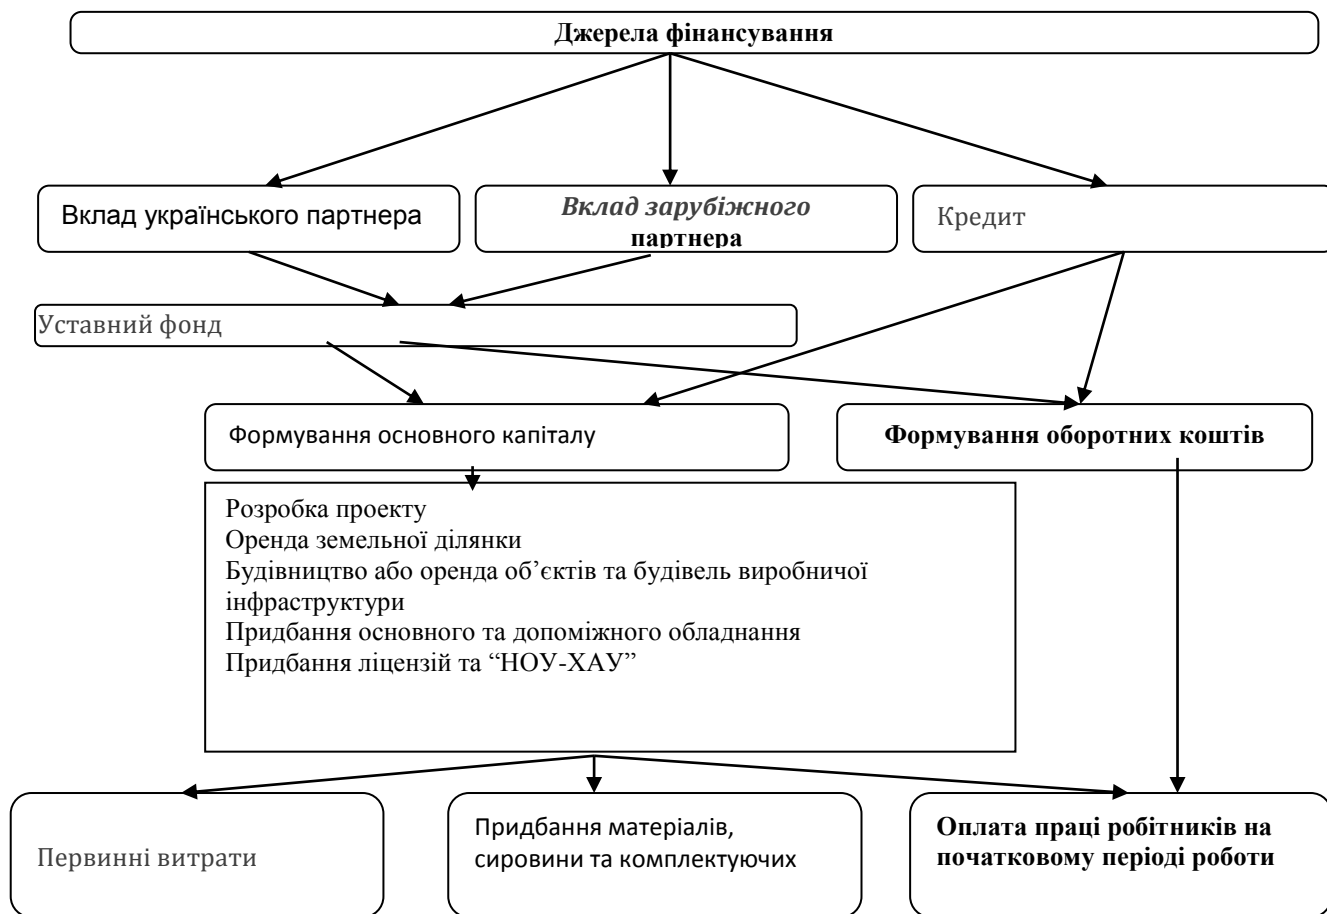 Джерела фінансування
Вклад українського партнера
Вклад зарубіжного
партнера
Кредит
Уставний фонд
Формування основного капіталу
Формування оборотних коштів
Розробка проекту
Оренда земельної ділянки
Будівництво або оренда об’єктів та будівель виробничої
інфраструктури
Придбання основного та допоміжного обладнання
Придбання ліцензій та “НОУ-ХАУ”
Первинні витрати
Придбання матеріалів,
сировини та комплектуючих
Оплата праці робітників на
початковому періоді роботи